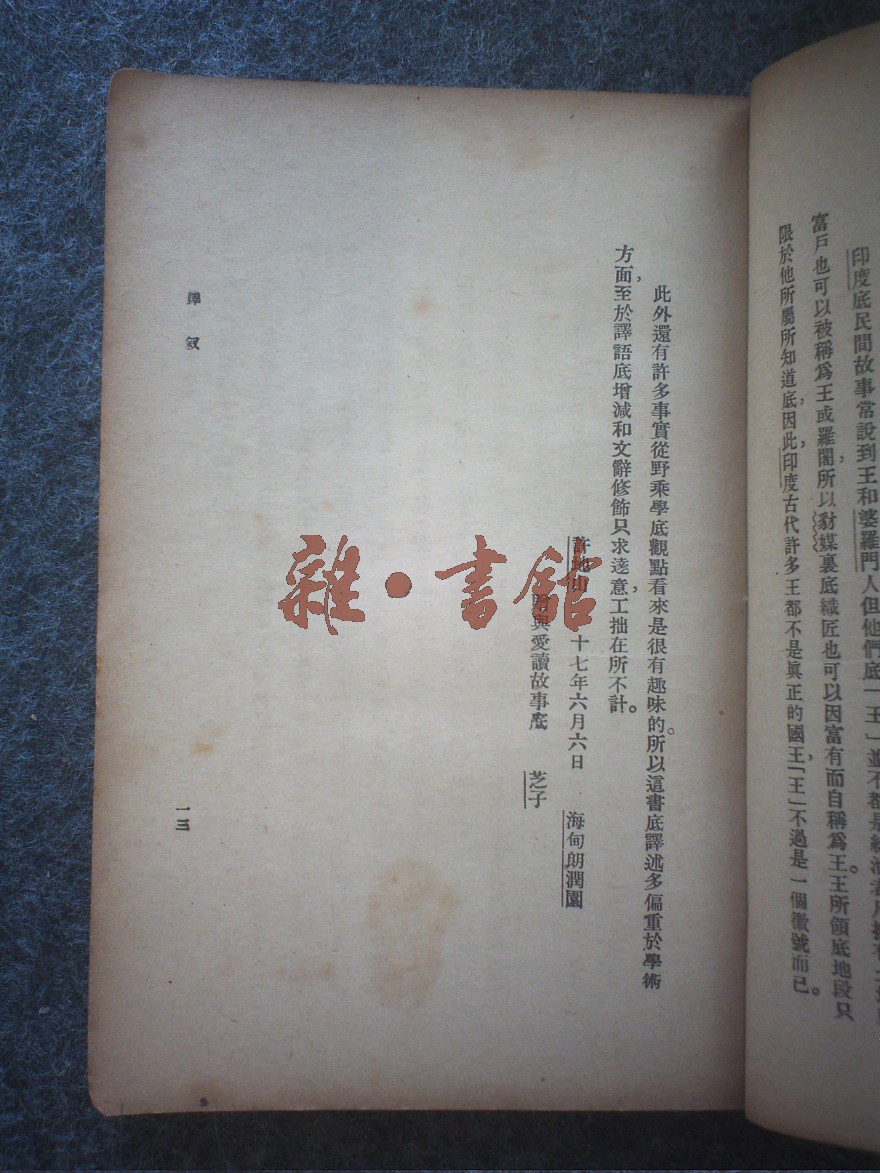 印度底民間故事常說到王和婆羅門人但他們底「王」並不都是
富戶也可以被稱爲王或羅闍，所以豺媒裏底織匠也可以因富有而自稱爲王。王所領底地段只
限於他所屬所知道底，因此，印度古代許多王都不是眞正的國王，「王」不過是一個徽號而已。
此外還有許多事實從野乘學底觀點看來是很有趣味的。所以這書底譯述多偏重於學術
方面，至於譯語底增減和文辭修飾只求達意，工拙在所不計。
許地山 十七年六月六日 海甸朗潤園
與愛讀故事底 芝子
譯叙
一三
雜·書館